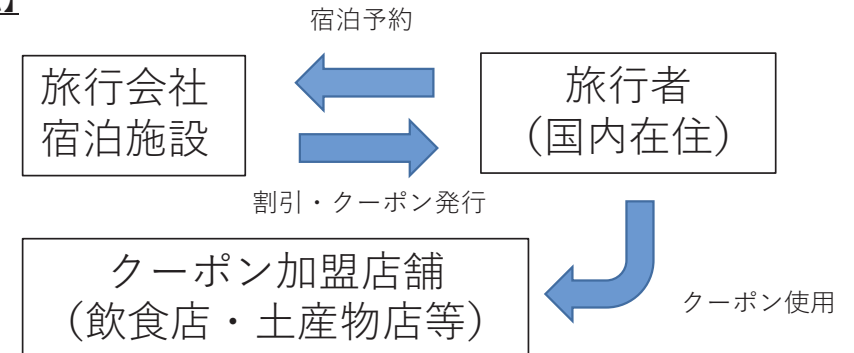 宿泊予約
旅行会社
宿泊施設
旅行者
（国内在住）
割引・クーポン発行
クーポン加盟店舗
（飲食店・土産物店等）
クーポン使用